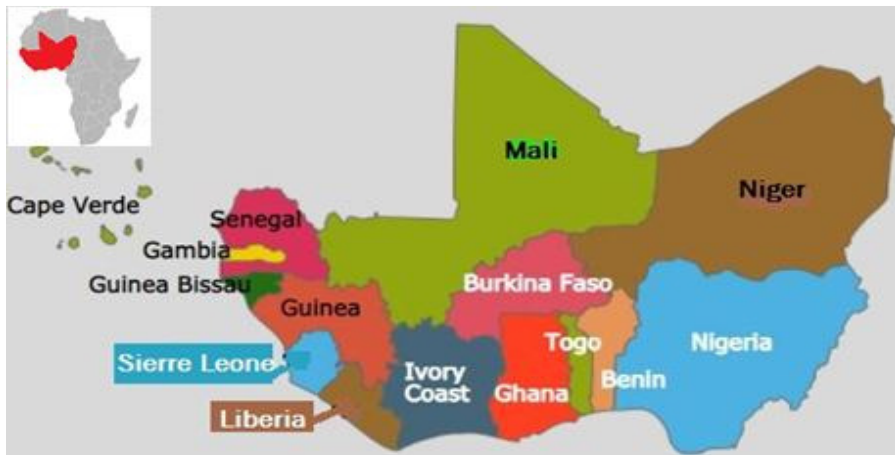 Mali
Niger
Cape Verde
Senegal
Gambia
Guinea Bissau
Burkina Faso
Guinea
Sierre Leone
Togo
Nigeria
Ivory
Coast
Ghana
Benin
Liberia